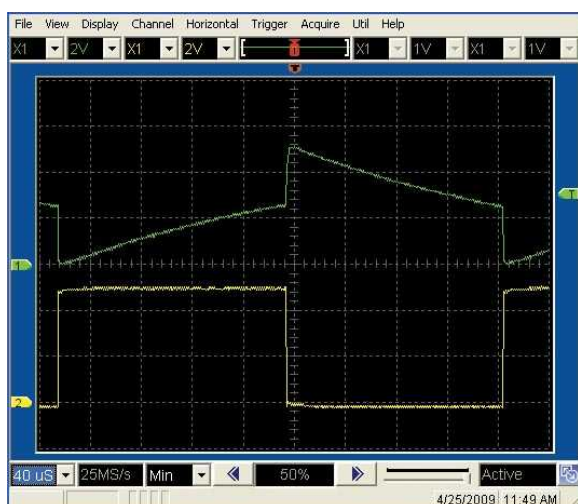 File View Display Channel Horizontal Trigger Acquire Util Help
X1 2V X1 2V X1 1V X1 1V
T
1
2
40 uS 25MS/s Min 50% Active
4/25/2009 11:49 AM